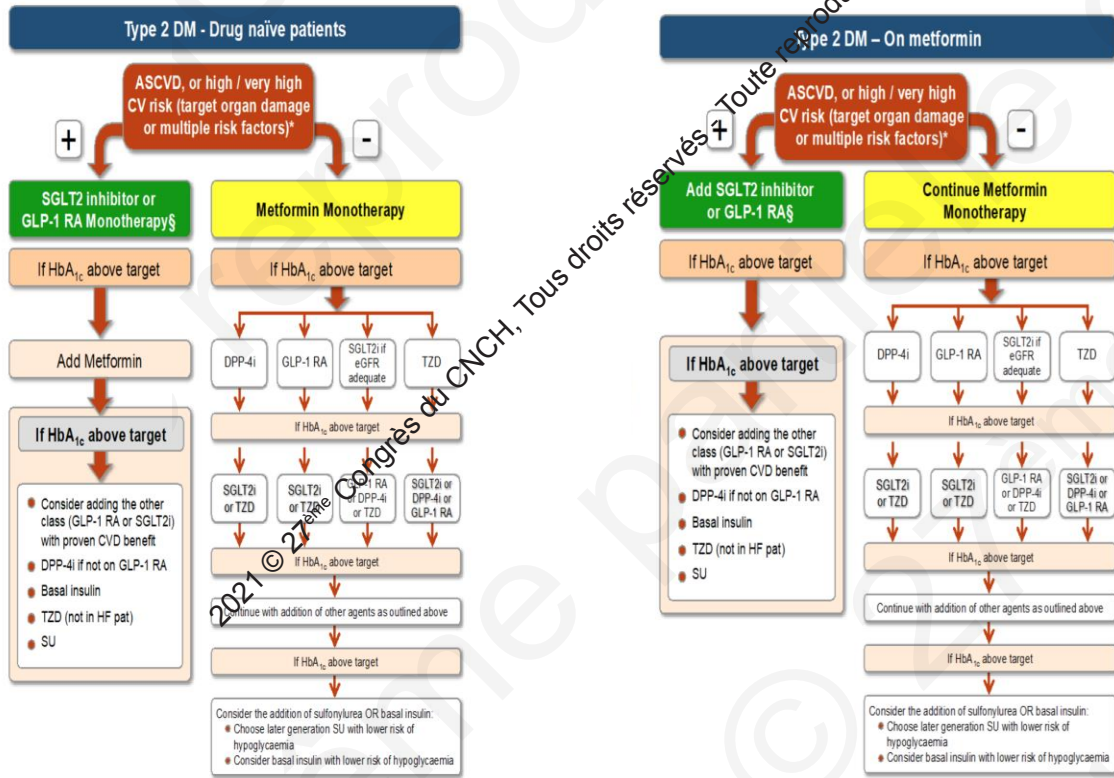 Type 2 DM - Drug naïve patients
ASCVD, or high / very high
CV risk (target organ damage
or multiple risk factors)*
+
-
SGLT2 inhibitor or
GLP-1 RA Monotherapy§
Metformin Monotherapy
If HbA1c above target
If HbA1c above target
Add Metformin
DPP-4i
GLP-1 RA
SGLT2i if
eGFR
adequate
TZD
If HbA1c above target
If HbA1c above target
Consider adding the other
class (GLP-1 RA or SGLT2i)
with proven CVD benefit
DPP-4i if not on GLP-1 RA
Basal insulin
TZD (not in HF pat)
SU
SGLT2i
or TZD
SGLT2i
or TZD
GLP-1 RA
or DPP-4i
or TZD
SGLT2i or
DPP-4i or
GLP-1 RA
If HbA1c above target
Continue with addition of other agents as outlined above
If HbA1c above target
Consider the addition of sulfonylurea OR basal insulin:
Choose later generation SU with lower risk of
hypoglycaemia
Consider basal insulin with lower risk of hypoglycaemia
Type 2 DM – On metformin
ASCVD, or high / very high
CV risk (target organ damage
or multiple risk factors)*
+
-
Add SGLT2 inhibitor
or GLP-1 RA§
Continue Metformin
Monotherapy
If HbA1c above target
If HbA1c above target
DPP-4i
GLP-1 RA
SGLT2i if
eGFR
adequate
TZD
If HbA1c above target
If HbA1c above target
Consider adding the other
class (GLP-1 RA or SGLT2i)
with proven CVD benefit
DPP-4i if not on GLP-1 RA
Basal insulin
TZD (not in HF pat)
SU
SGLT2i
or TZD
SGLT2i
or TZD
GLP-1 RA
or DPP-4i
or TZD
SGLT2i or
DPP-4i or
GLP-1 RA
If HbA1c above target
Continue with addition of other agents as outlined above
If HbA1c above target
Consider the addition of sulfonylurea OR basal insulin:
Choose later generation SU with lower risk of
hypoglycaemia
Consider basal insulin with lower risk of hypoglycaemia
2021 © 27ème Congrès du CNCH, Tous droits réservés - Toute